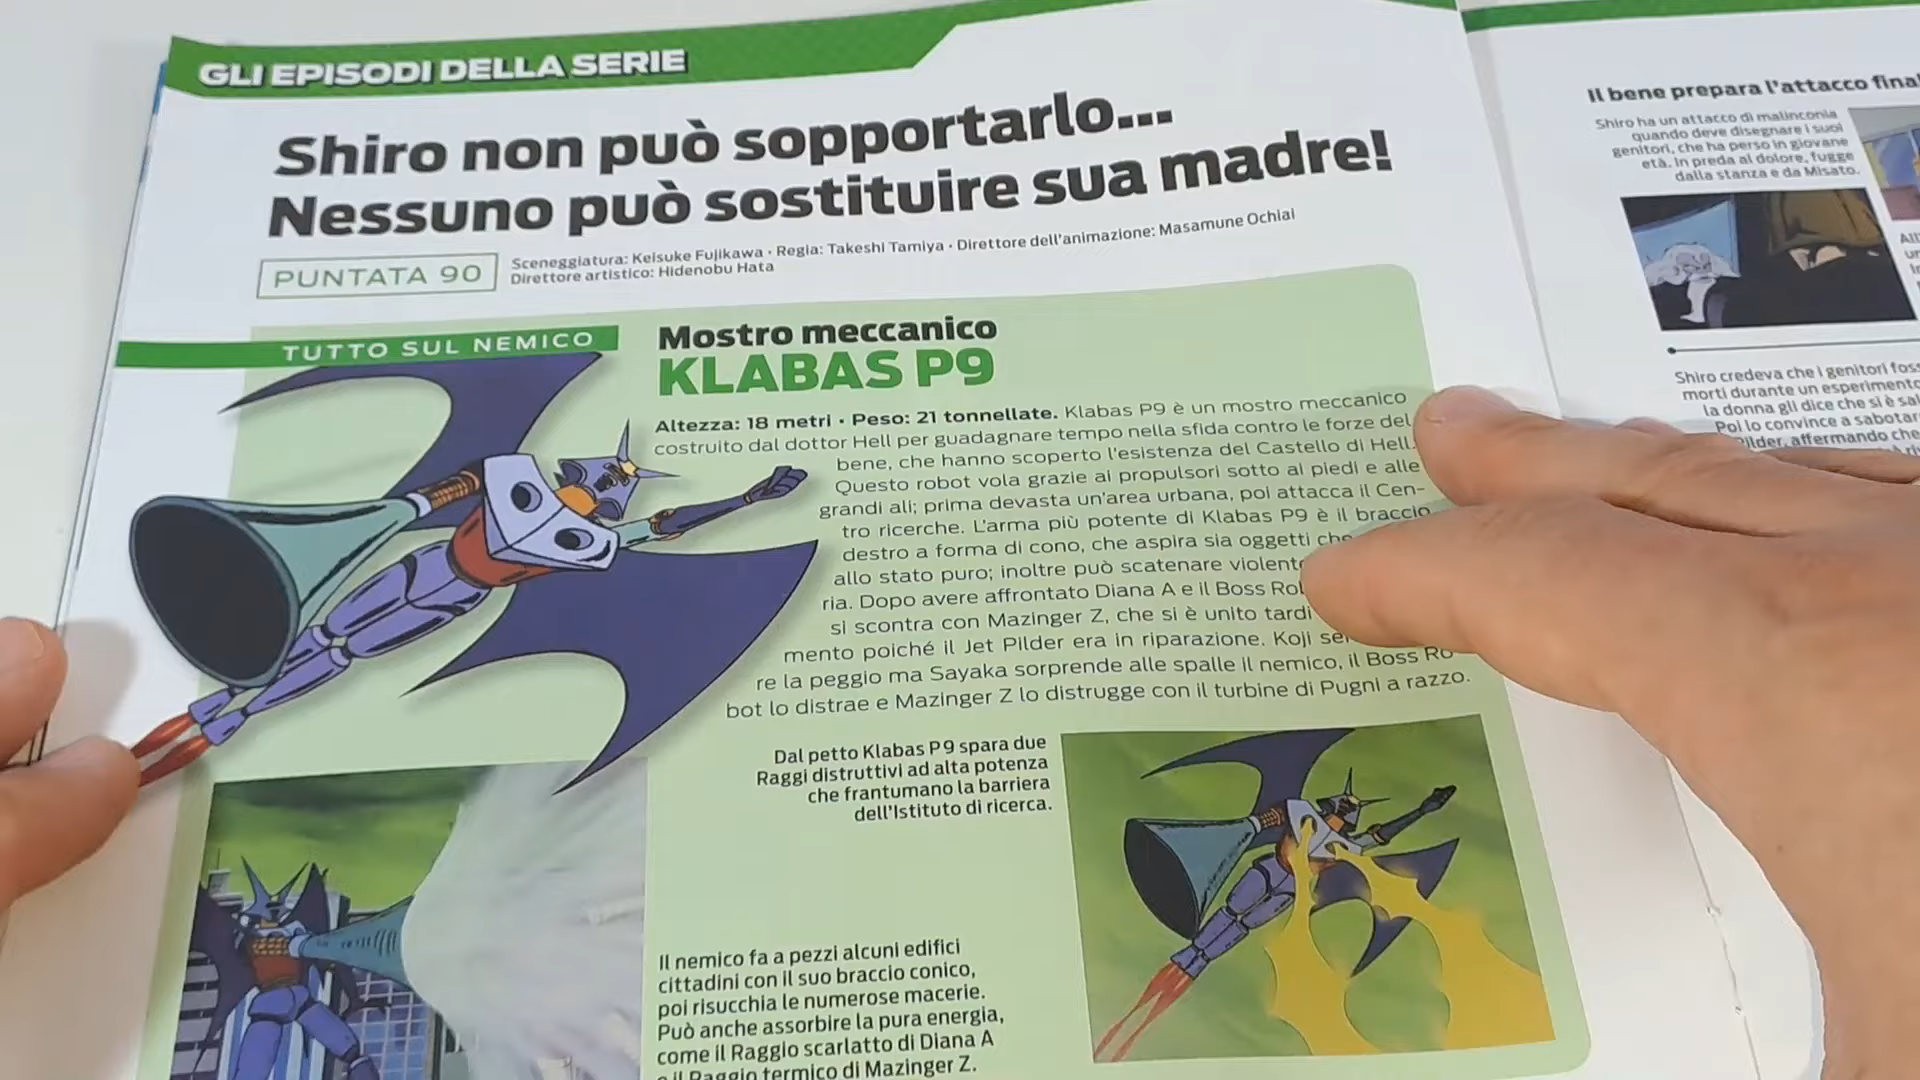 GLI EPISODI DELLA SERIE
Shiro non può sopportarlo...
Nessuno può sostituire sua madre!
PUNTATA 90
Sceneggiatura: Keisuke Fujikawa • Regia: Takeshi Tamiya • Direttore dell'animazione: Masamune Ochiai
Direttore artistico: Hidenobu Hata
TUTTO SUL NEMICO
Mostro meccanico
KLABAS P9
Altezza: 18 metri • Peso: 21 tonnellate. Klabas P9 è un mostro meccanico
costruito dal dottor Hell per guadagnare tempo nella sfida contro le forze del
bene, che hanno scoperto l'esistenza del Castello di Hell.
Questo robot vola grazie ai propulsori sotto ai piedi e alle
grandi ali; prima devasta un'area urbana, poi attacca il Cen-
tro ricerche. L'arma più potente di Klabas P9 è il braccio
destro a forma di cono, che aspira sia oggetti che
allo stato puro; inoltre può scatenare
ria. Dopo avere affrontato Diana A e il Boss
si scontra con Mazinger Z, che si è unito tardi
mento poiché il Jet Pilder era in riparazione. Koji
re la peggio ma Sayaka sorprende alle spalle il nemico, il Boss Ro-
bot lo distrae e Mazinger Z lo distrugge con il turbine di Pugni a razzo.
Dal petto Klabas P9 spara due
Raggi distruttivi ad alta potenza
che frantumano la barriera
dell'Istituto di ricerca.
Il nemico fa a pezzi alcuni edifici
cittadini con il suo braccio conico,
poi risucchia le numerose macerie.
Può anche assorbire la pura energia,
come il Raggio scarlatto di Diana A
e il Raggio termico di Mazinger Z.
Il bene prepara l'attacco
Shiro ha un attacco di malinconia
quando deve disegnare i suoi
genitori, che ha perso in giovane
età. In preda al dolore, fugge
dalla stanza e da Misato.
Shiro credeva che i genitori
morti durante un esperimento
la donna gli dice che si è
Poi lo convince a
affermando che